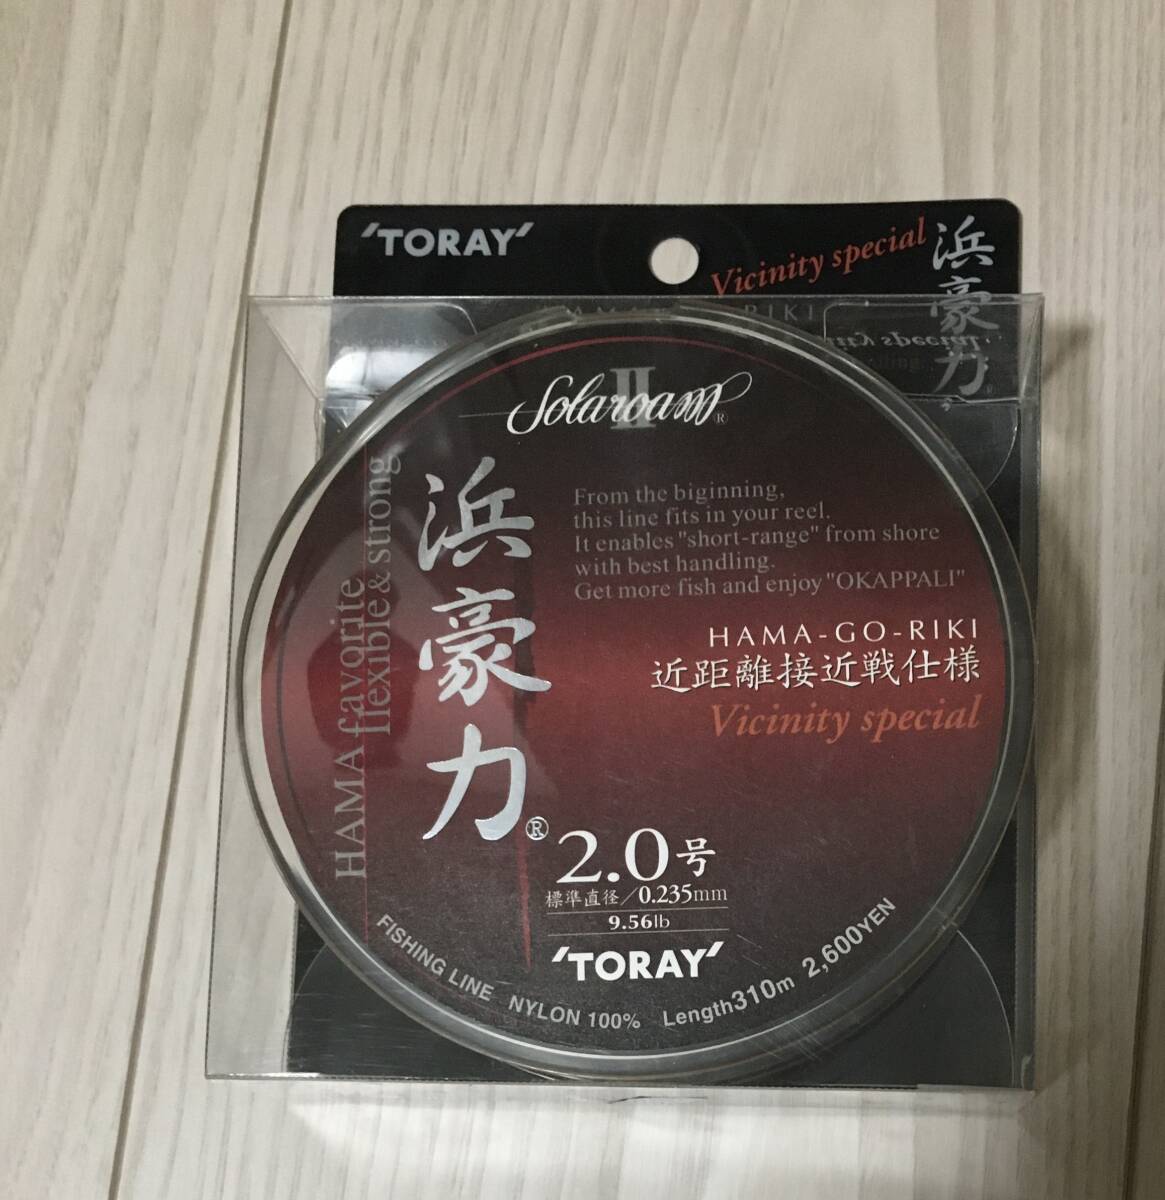 'TORAY'
Vicinity special
浜豪力
Solaroam II ®
From the biginning,
this line fits in your reel.
It enables "short-range" from shore
with best handling.
Get more fish and enjoy "OKAPPALI"
HAMA-GO-RIKI
近距離接近戦仕様
Vicinity special
浜豪力®
HAMA favorite
flexible & strong
2.0号
標準直径/0.235mm
9.56lb
'TORAY'
FISHING LINE NYLON 100% Length310m 2,600YEN